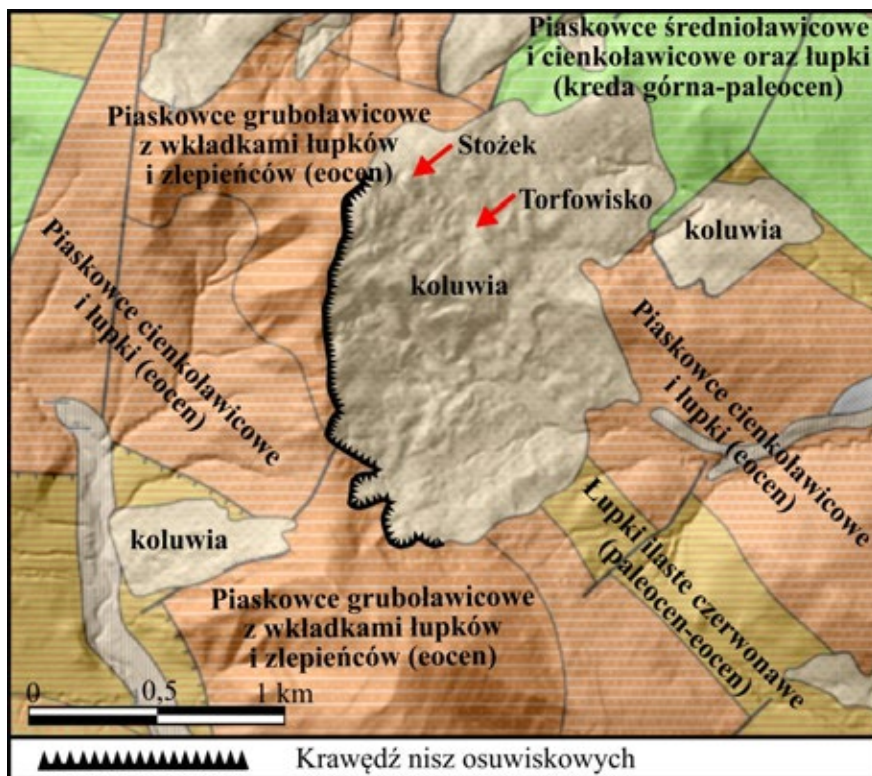 Piaskowce średnioławicowe
i cienkoławicowe oraz łupki
(kreda górna-paleocen)
Piaskowce gruboławicowe
z wkładkami łupków
i zlepieńców (eocen)
Stożek
Torfowisko
koluwia
koluwia
Piaskowce cienkoławicowe
i łupki (eocen)
Piaskowce cienkoławicowe
i łupki (eocen)
koluwia
Łupki ilaste czerwonawe
(paleocen-eocen)
Piaskowce gruboławicowe
z wkładkami łupków
i zlepieńców (eocen)
0 0,5 1 km
Krawędź nisz osuwiskowych